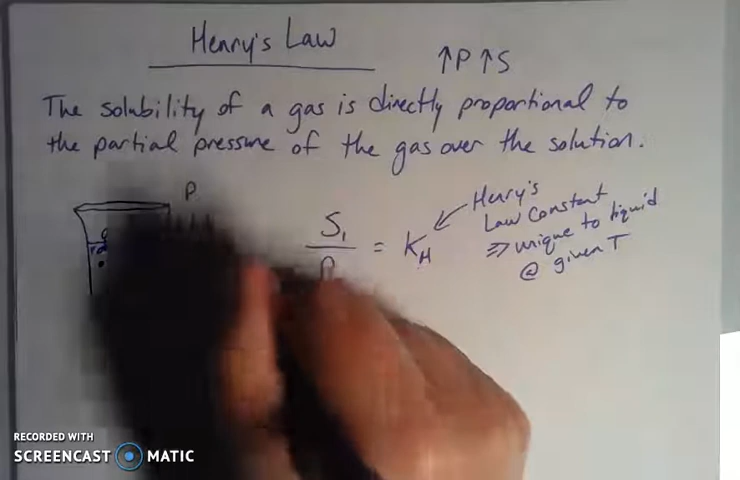 Henry's Law
↑P ↑S
The solubility of a gas is directly proportional to
the partial pressure of the gas over the solution.
P
S₁
= K_H
Henry's
Law Constant
⇒ unique to liquid
@ given T
RECORDED WITH
SCREENCAST MATIC